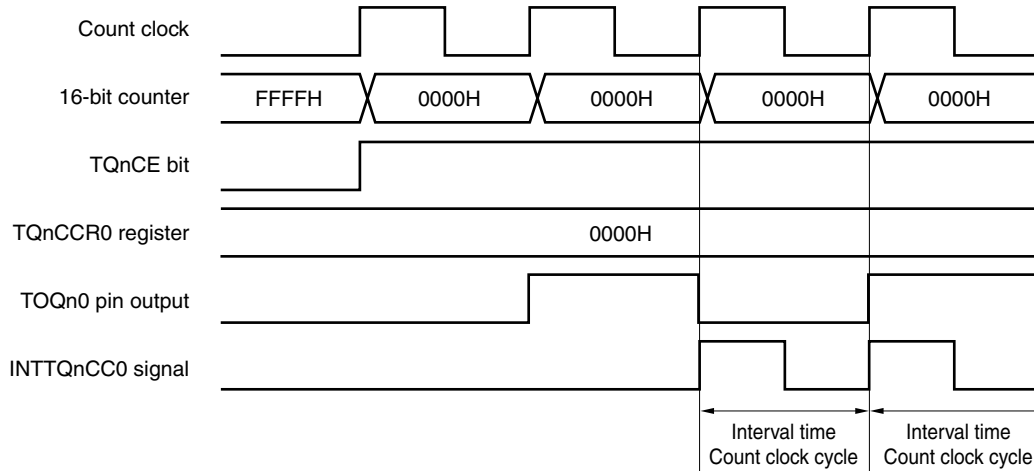 Count clock
16-bit counter FFFFH 0000H 0000H 0000H 0000H
TQnCE bit
TQnCCR0 register 0000H
TOQn0 pin output
INTTQnCC0 signal
Interval time Interval time
Count clock cycle Count clock cycle